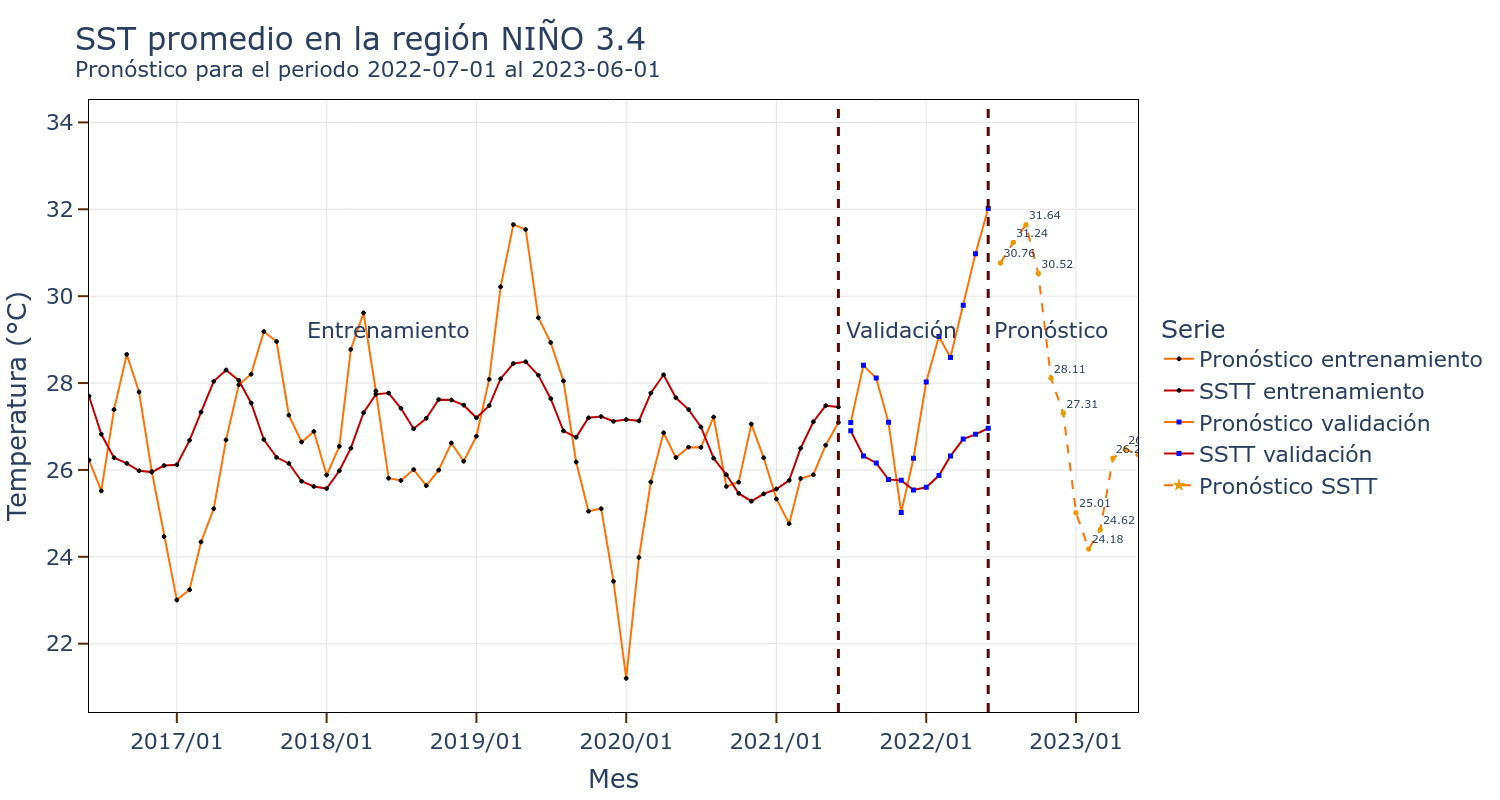 SST promedio en la región NIÑO 3.4
Pronóstico para el periodo 2022-07-01 al 2023-06-01
Temperatura (°C)
34
32
30
28
26
24
22
Entrenamiento
Validación
Pronóstico
30.76
31.24
31.64
30.52
28.11
27.31
25.01
24.18
24.62
2017/01
2018/01
2019/01
2020/01
2021/01
2022/01
2023/01
Mes
Serie
Pronóstico entrenamiento
SSTT entrenamiento
Pronóstico validación
SSTT validación
Pronóstico SSTT